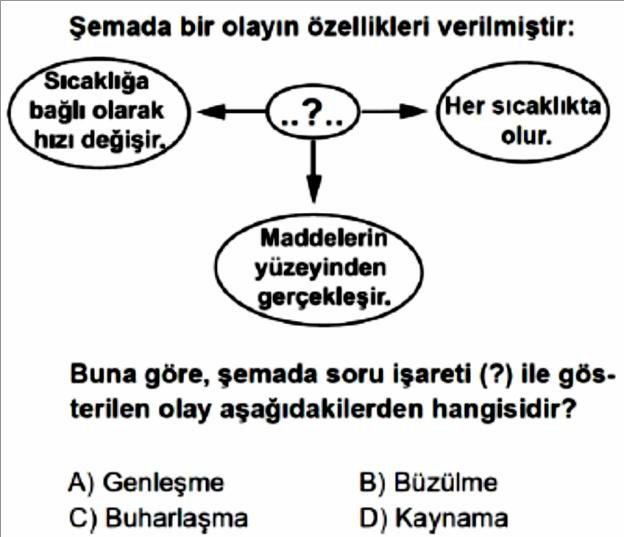 Şemada bir olayın özellikleri verilmiştir:
Sıcaklığa
bağlı olarak
hızı değişir.
..?..
Her sıcaklıkta
olur.
Maddelerin
yüzeyinden
gerçekleşir.
Buna göre, şemada soru işareti (?) ile gös-
terilen olay aşağıdakilerden hangisidir?
A) Genleşme
B) Büzülme
C) Buharlaşma
D) Kaynama